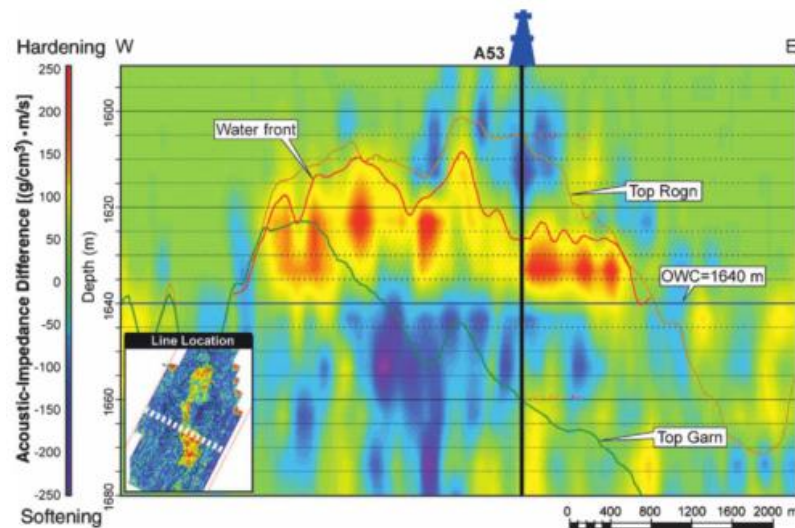 Hardening
W
A53
E
250
200
150
100
50
0
-50
-100
-150
-200
-250
Acoustic-Impedance Difference [(g/cm³)•m/s]
Softening
Depth (m)
1600
1620
1640
1660
1680
Water front
Top Rogn
OWC=1640 m
Top Garn
Line Location
0 400 1200 1600 2000 m